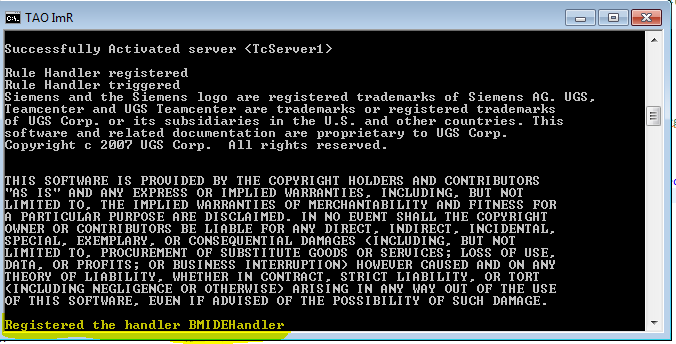 TAO ImR
Successfully Activated server <TcServer1>
Rule Handler registered
Rule Handler triggered
Siemens and the Siemens logo are registered trademarks of Siemens AG. UGS,
Teamcenter and UGS Teamcenter are trademarks or registered trademarks
of UGS Corp. or its subsidiaries in the U.S. and other countries. This
software and related documentation are proprietary to UGS Corp.
Copyright c 2007 UGS Corp.  All rights reserved.
THIS SOFTWARE IS PROVIDED BY THE COPYRIGHT HOLDERS AND CONTRIBUTORS
"AS IS" AND ANY EXPRESS OR IMPLIED WARRANTIES, INCLUDING, BUT NOT
LIMITED TO, THE IMPLIED WARRANTIES OF MERCHANTABILITY AND FITNESS FOR
A PARTICULAR PURPOSE ARE DISCLAIMED. IN NO EVENT SHALL THE COPYRIGHT
OWNER OR CONTRIBUTORS BE LIABLE FOR ANY DIRECT, INDIRECT, INCIDENTAL,
SPECIAL, EXEMPLARY, OR CONSEQUENTIAL DAMAGES (INCLUDING, BUT NOT
LIMITED TO, PROCUREMENT OF SUBSTITUTE GOODS OR SERVICES; LOSS OF USE,
DATA, OR PROFITS; OR BUSINESS INTERRUPTION) HOWEVER CAUSED AND ON ANY
THEORY OF LIABILITY, WHETHER IN CONTRACT, STRICT LIABILITY, OR TORT
(INCLUDING NEGLIGENCE OR OTHERWISE) ARISING IN ANY WAY OUT OF THE USE
OF THIS SOFTWARE, EVEN IF ADVISED OF THE POSSIBILITY OF SUCH DAMAGE.
Registered the handler BMIDEHandler